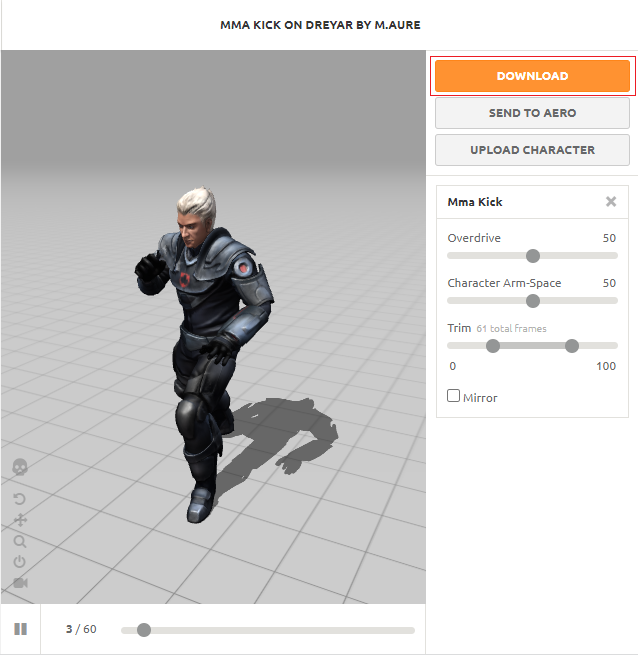 MMA KICK ON DREYAR BY M.AURE
DOWNLOAD
SEND TO AERO
UPLOAD CHARACTER
Mma Kick
Overdrive 50
Character Arm-Space 50
Trim 61 total frames
0 100
Mirror
3 / 60